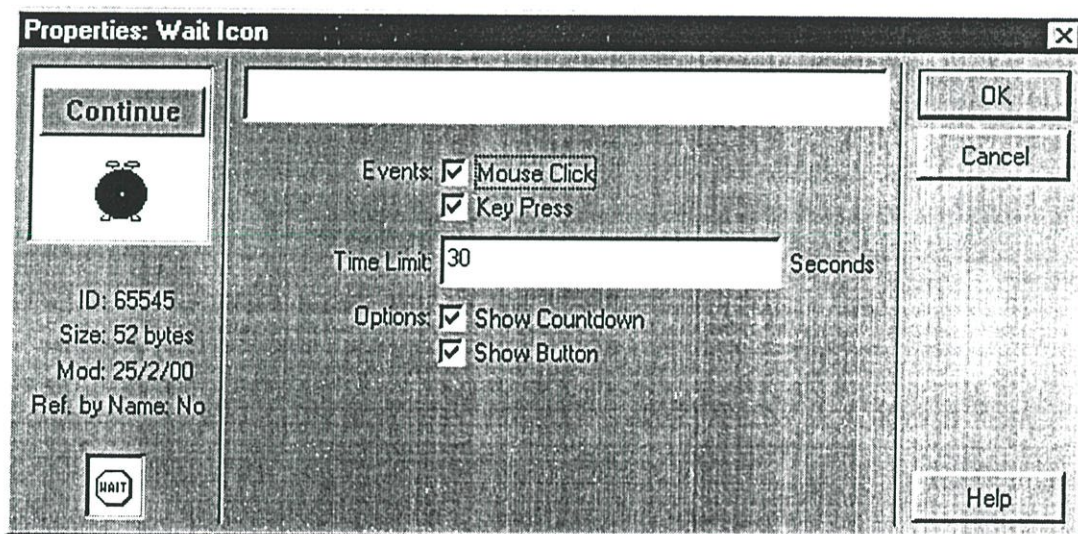 Properties: Wait Icon
Continue
ID: 65545
Size: 52 bytes
Mod: 25/2/00
Ref. by Name: No
WAIT
Events: Mouse Click
Key Press
Time Limit: 30 Seconds
Options: Show Countdown
Show Button
OK
Cancel
Help